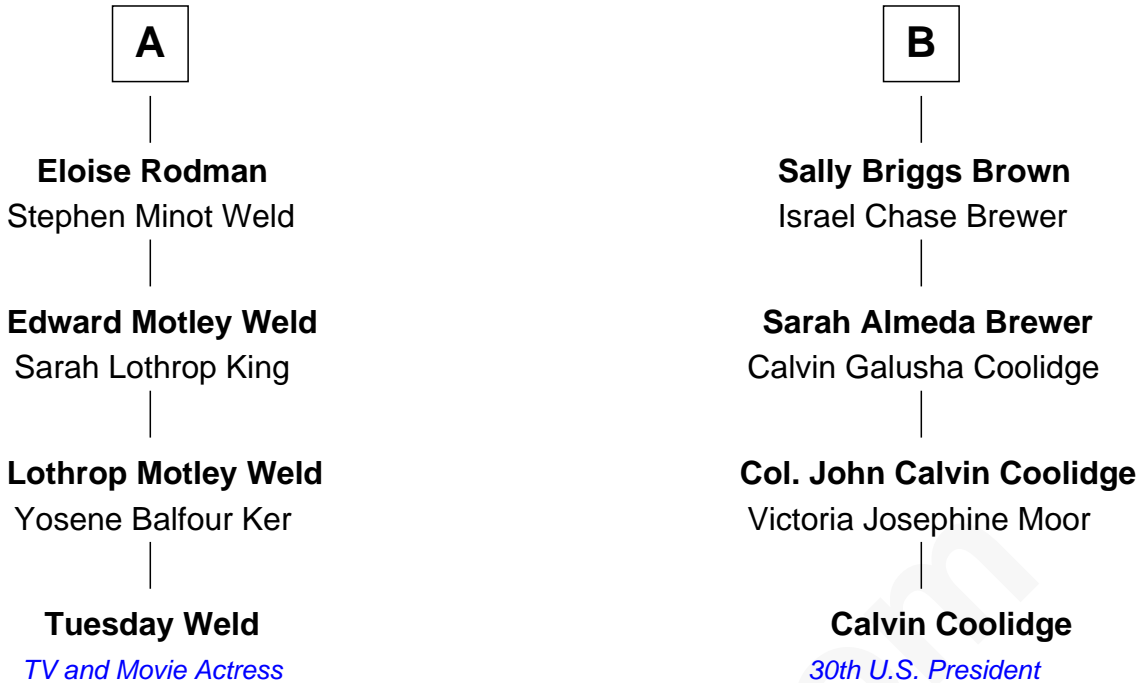 A
Eloise Rodman
Stephen Minot Weld
Edward Motley Weld
Sarah Lothrop King
Lothrop Motley Weld
Yosene Balfour Ker
Tuesday Weld
TV and Movie Actress
B
Sally Briggs Brown
Israel Chase Brewer
Sarah Almeda Brewer
Calvin Galusha Coolidge
Col. John Calvin Coolidge
Victoria Josephine Moor
Calvin Coolidge
30th U.S. President